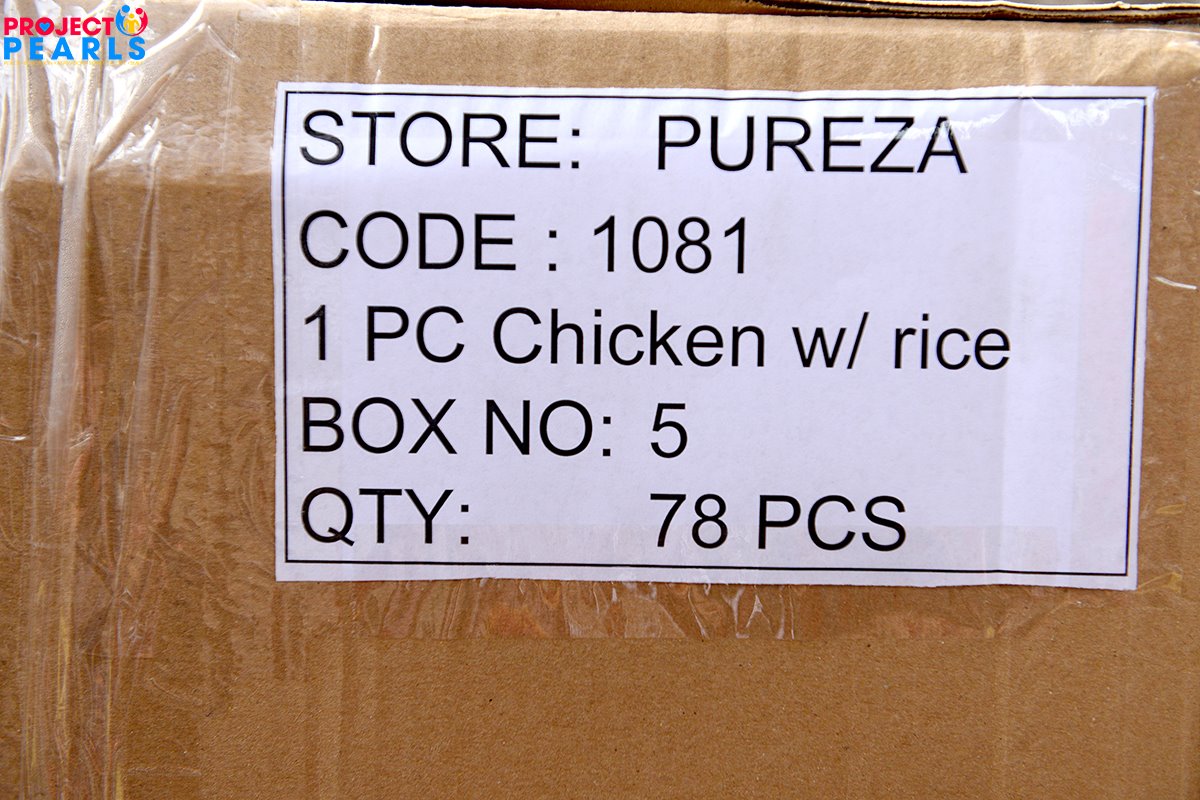 PROJECT
PEARLS
STORE: PUREZA
CODE : 1081
1 PC Chicken w/ rice
BOX NO: 5
QTY: 78 PCS